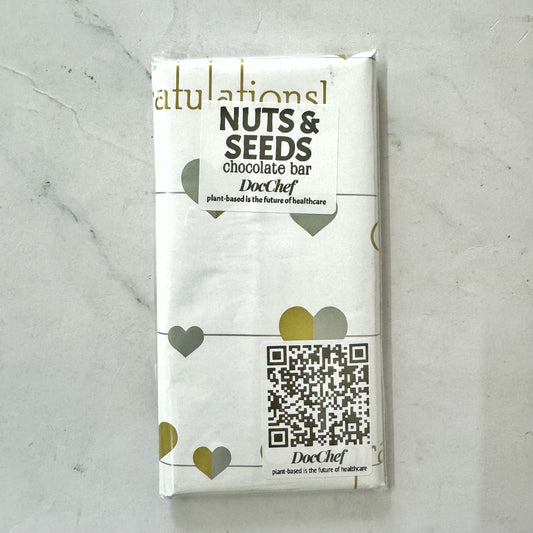 atulations!
NUTS &
SEEDS
chocolate bar
DocChef
plant-based is the future of healthcare
DocChef
plant-based is the future of healthcare